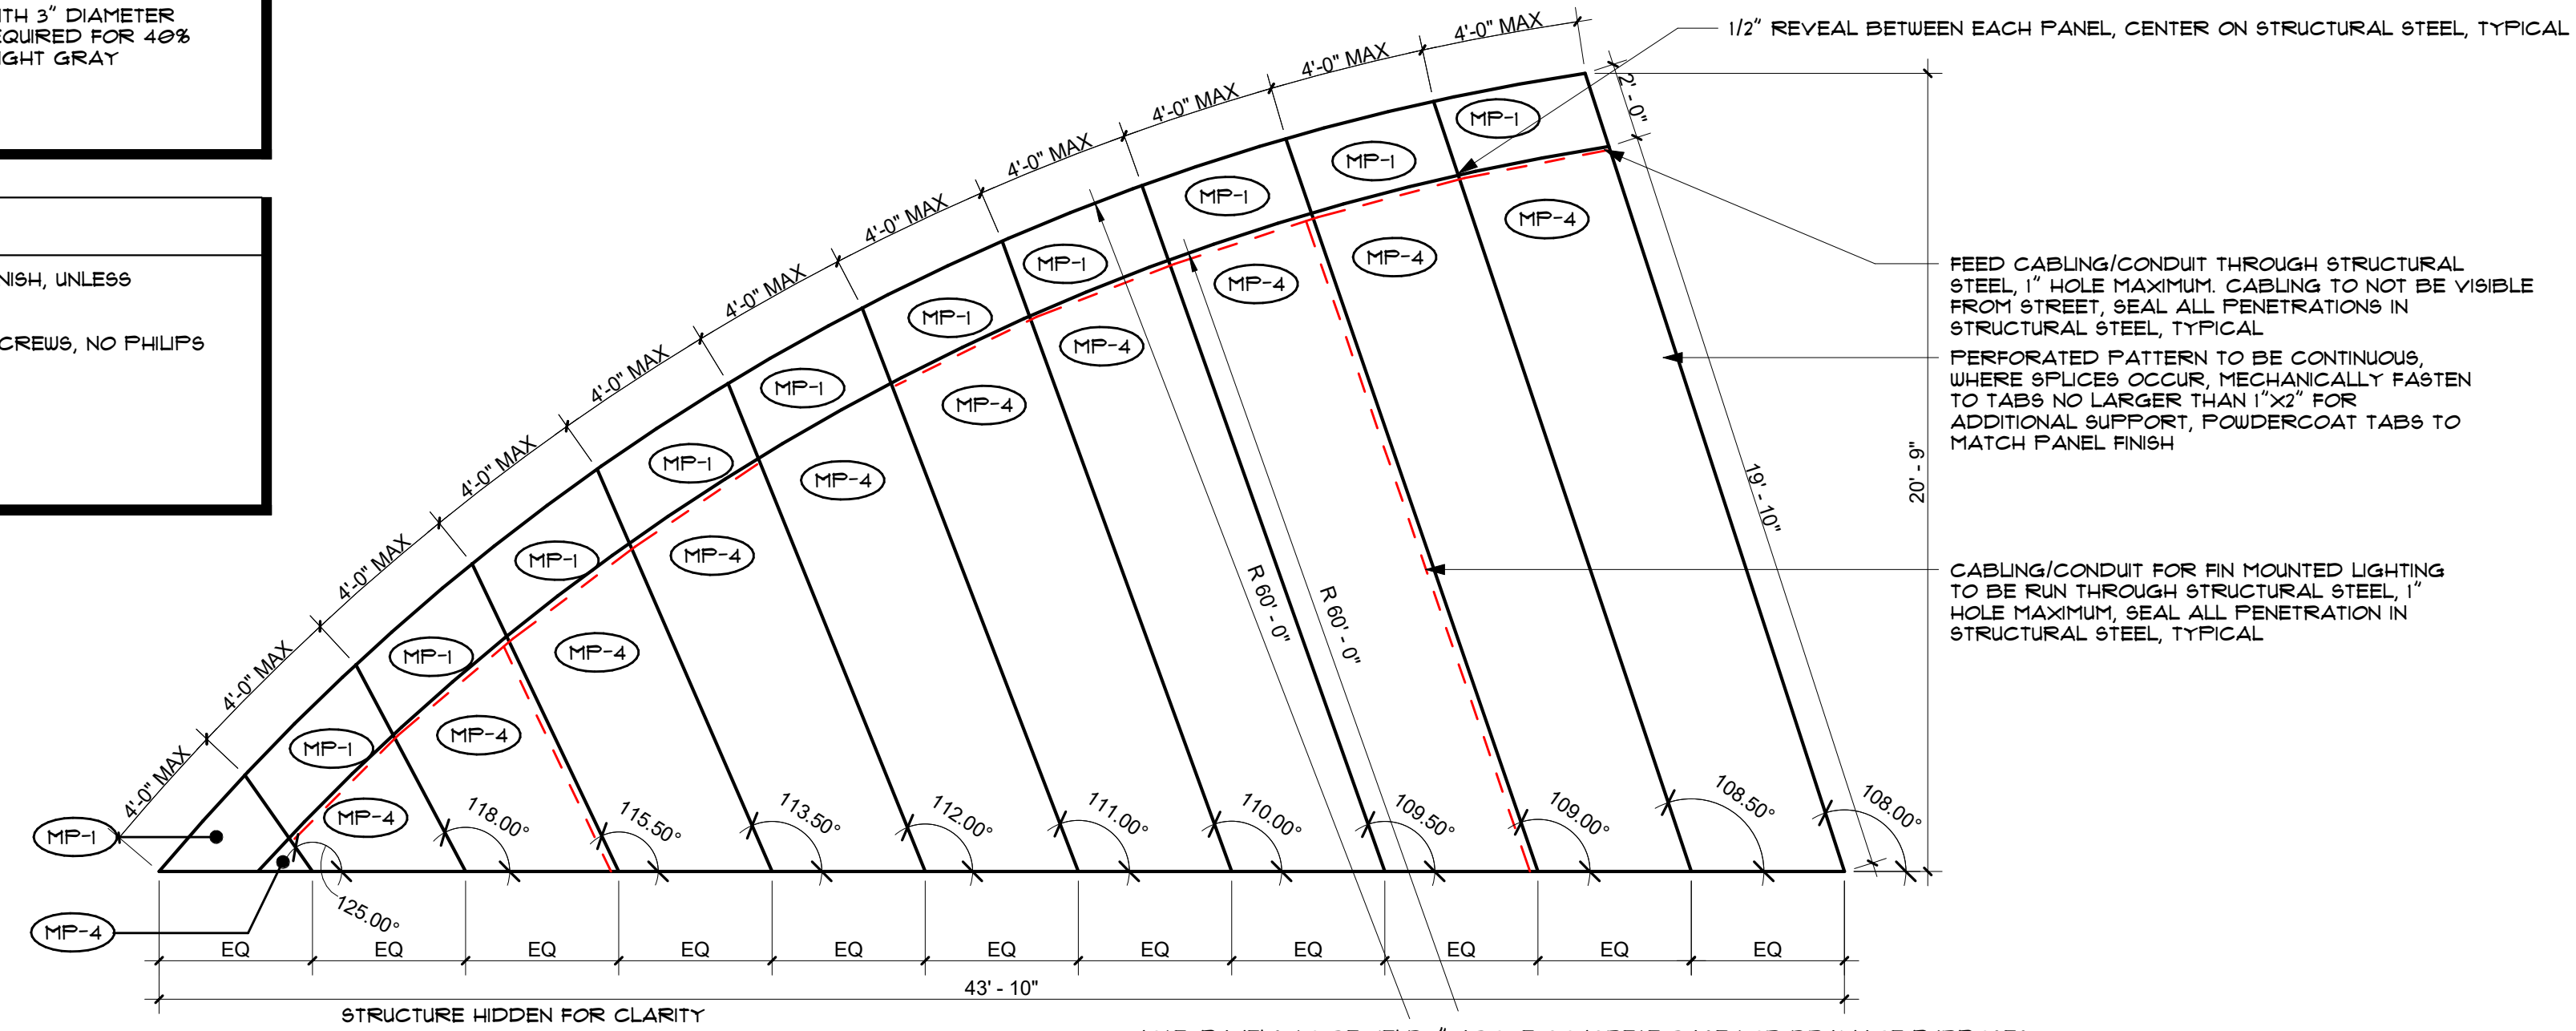 ITH 3" DIAMETER
EQUIRED FOR 40%
IGHT GRAY
NISH, UNLESS
CREWS, NO PHILIPS
4'-0" MAX
4'-0" MAX
4'-0" MAX
4'-0" MAX
4'-0" MAX
4'-0" MAX
4'-0" MAX
4'-0" MAX
4'-0" MAX
4'-0" MAX
4'-0" MAX
2' - 0"
1/2" REVEAL BETWEEN EACH PANEL, CENTER ON STRUCTURAL STEEL, TYPICAL
MP-1
MP-1
MP-1
MP-1
MP-1
MP-1
MP-1
MP-1
MP-1
MP-1
MP-1
MP-4
MP-4
MP-4
MP-4
MP-4
MP-4
MP-4
MP-4
MP-4
MP-4
MP-4
FEED CABLING/CONDUIT THROUGH STRUCTURAL
STEEL, 1" HOLE MAXIMUM. CABLING TO NOT BE VISIBLE
FROM STREET, SEAL ALL PENETRATIONS IN
STRUCTURAL STEEL, TYPICAL
PERFORATED PATTERN TO BE CONTINUOUS,
WHERE SPLICES OCCUR, MECHANICALLY FASTEN
TO TABS NO LARGER THAN 1"X2" FOR
ADDITIONAL SUPPORT, POWDERCOAT TABS TO
MATCH PANEL FINISH
20' - 9"
19' - 10"
CABLING/CONDUIT FOR FIN MOUNTED LIGHTING
TO BE RUN THROUGH STRUCTURAL STEEL, 1"
HOLE MAXIMUM, SEAL ALL PENETRATION IN
STRUCTURAL STEEL, TYPICAL
R 60' - 0"
R 60' - 0"
125.00°
118.00°
115.50°
113.50°
112.00°
111.00°
110.00°
109.50°
109.00°
108.50°
108.00°
EQ
EQ
EQ
EQ
EQ
EQ
EQ
EQ
EQ
EQ
EQ
43' - 10"
STRUCTURE HIDDEN FOR CLARITY